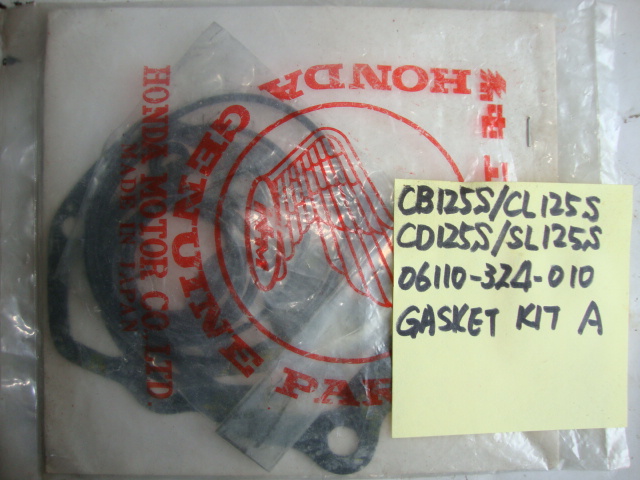 HONDA
HONDA MOTOR CO., LTD
MADE IN JAPAN
GENUINE
PAR
HM
CB125S/CL125S
CD125S/SL125S
06110-324-010
GASKET KIT A